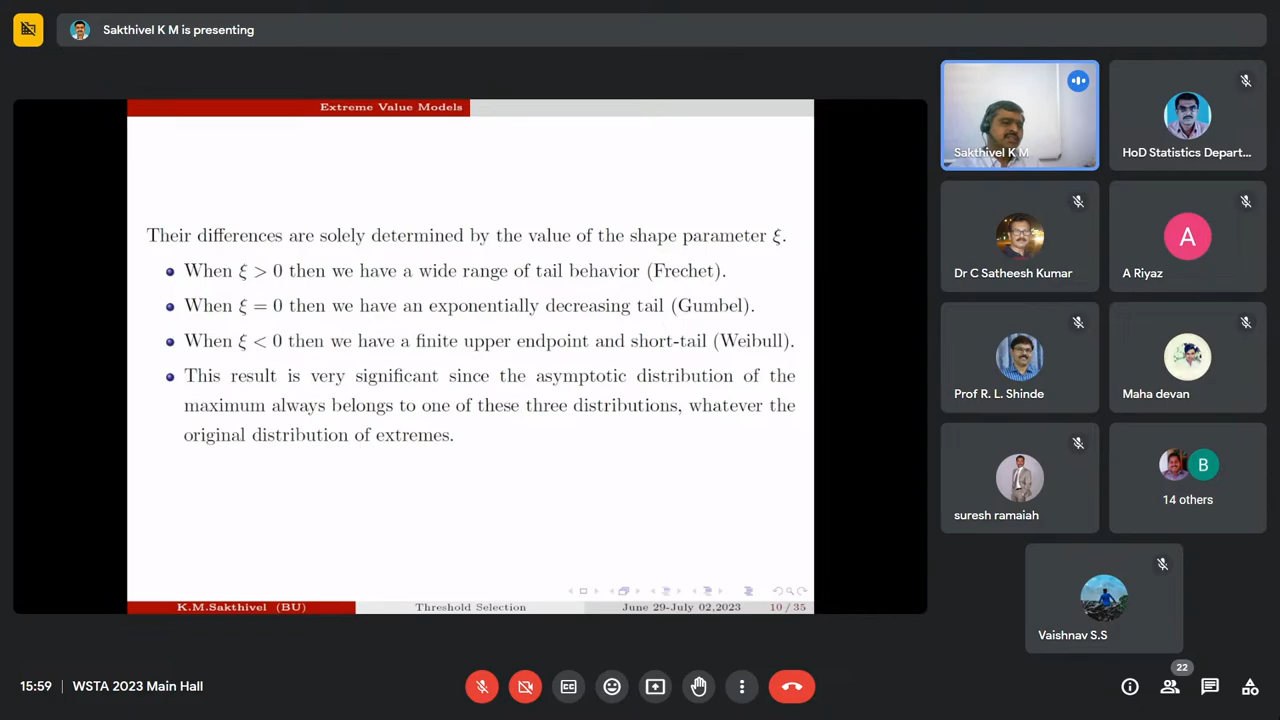 Sakthivel K M is presenting
Extreme Value Models
Their differences are solely determined by the value of the shape parameter ξ.
When ξ > 0 then we have a wide range of tail behavior (Frechet).
When ξ = 0 then we have an exponentially decreasing tail (Gumbel).
When ξ < 0 then we have a finite upper endpoint and short-tail (Weibull).
This result is very significant since the asymptotic distribution of the
maximum always belongs to one of these three distributions, whatever the
original distribution of extremes.
K.M.Sakthivel (BU)
Threshold Selection
June 29-July 02,2023
10 / 35
Sakthivel K M
HoD Statistics Depart...
Dr C Satheesh Kumar
A
A Riyaz
Prof R. L. Shinde
Maha devan
suresh ramaiah
B
14 others
Vaishnav S.S
15:59 | WSTA 2023 Main Hall
22